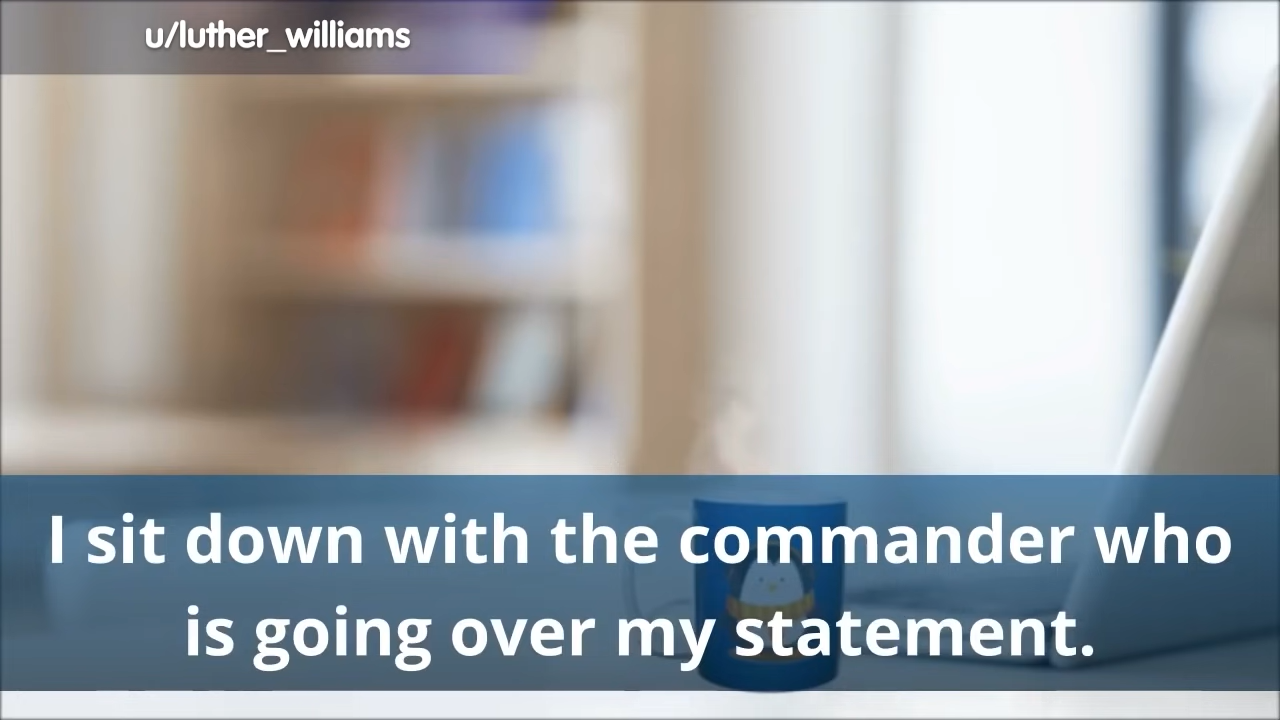 u/luther_williams
I sit down with the commander who
is going over my statement.